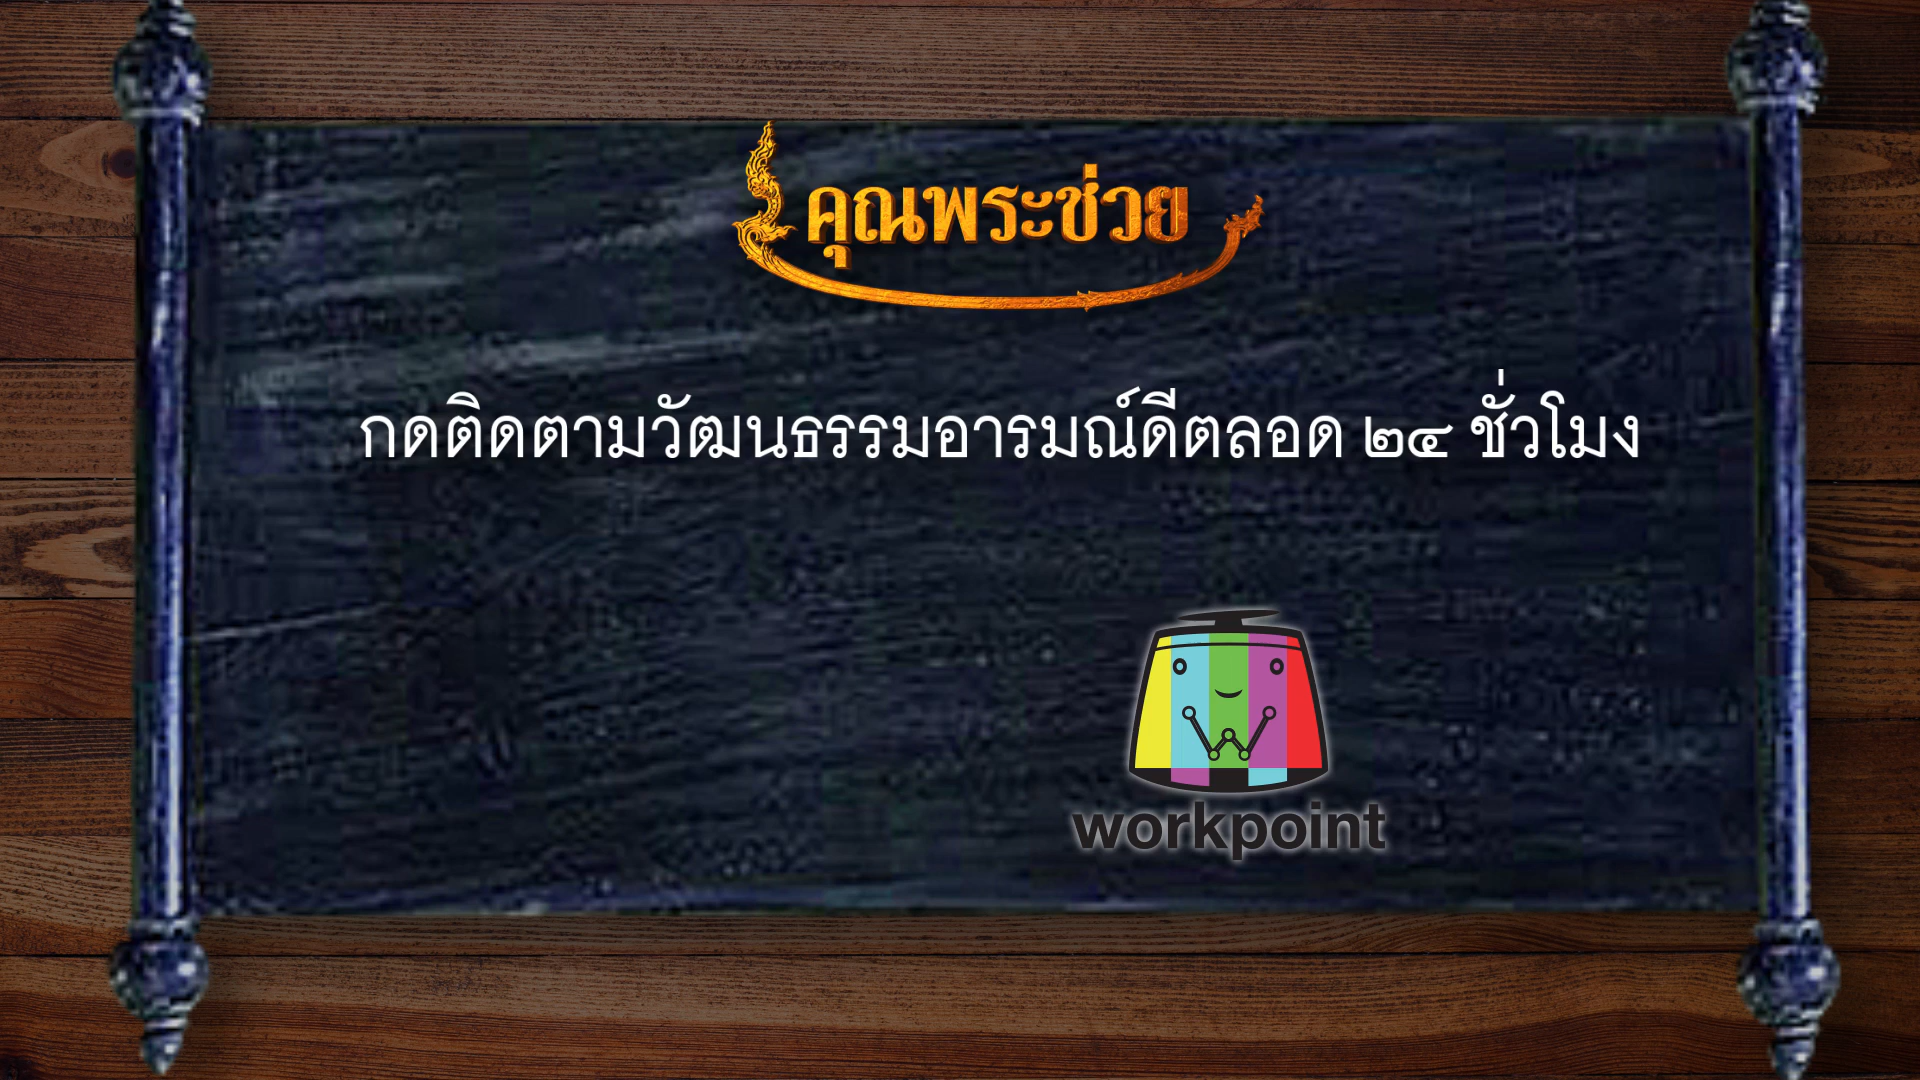 คุณพระช่วย
กดติดตามวัฒนธรรมอารมณ์ดีตลอด ๒๔ ชั่วโมง
workpoint